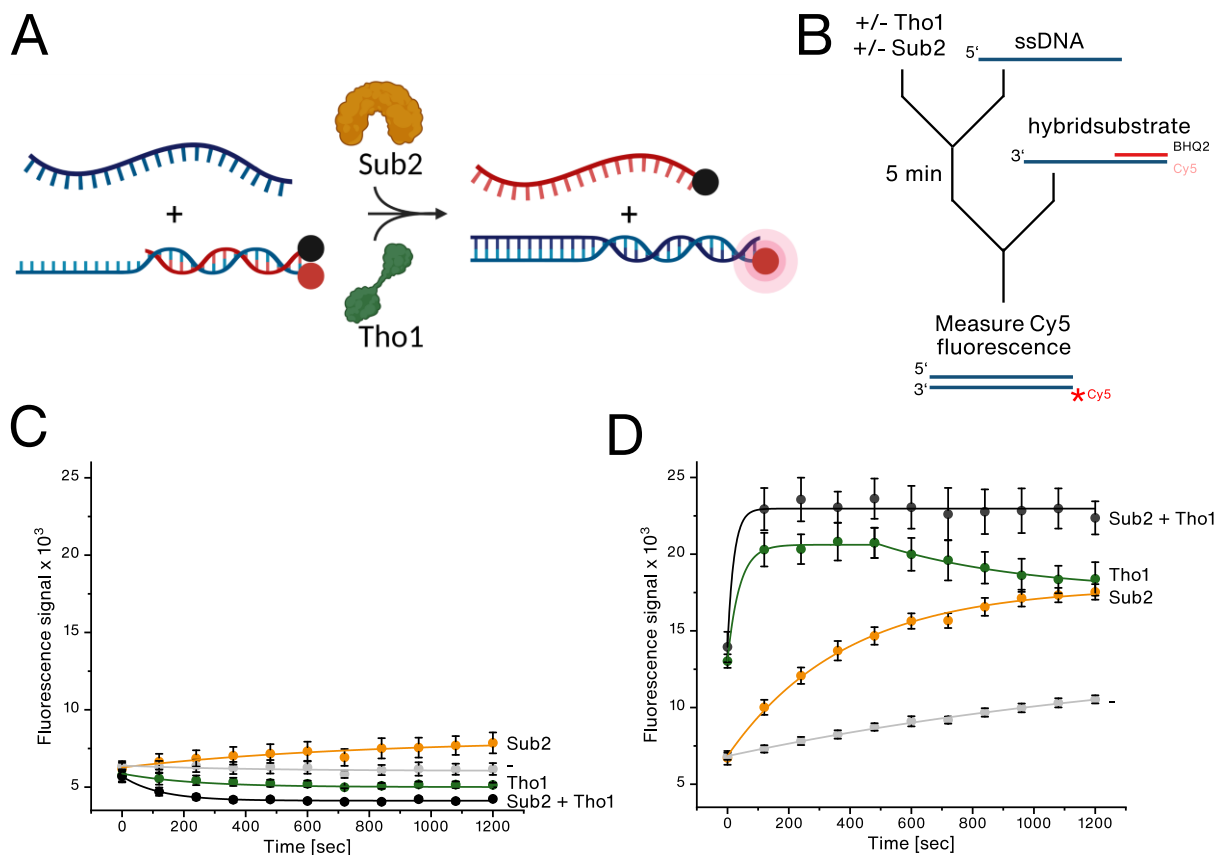 A
+
Sub2
Tho1
+
B
+/- Tho1
+/- Sub2
5‘
ssDNA
hybridsubstrate
3‘
BHQ2
Cy5
5 min
Measure Cy5
fluorescence
5‘
3‘
*Cy5
C
Fluorescence signal x 10³
25
20
15
10
5
Sub2
-
Tho1
Sub2 + Tho1
0 200 400 600 800 1000 1200
Time [sec]
D
Fluorescence signal x 10³
25
20
15
10
5
Sub2 + Tho1
Tho1
Sub2
-
0 200 400 600 800 1000 1200
Time [sec]